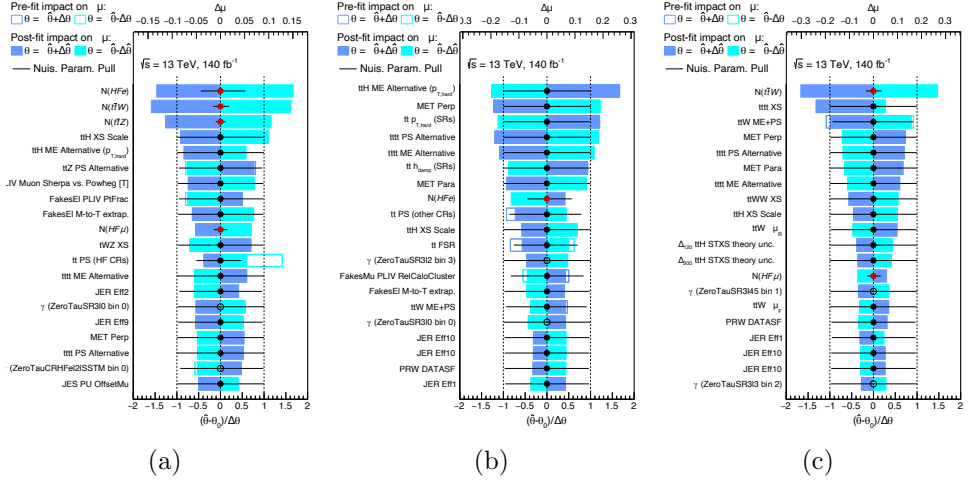 Pre-fit impact on μ:
θ = θ̂+Δθ θ = θ̂-Δθ
Post-fit impact on μ:
θ = θ̂+Δθ̂ θ = θ̂-Δθ̂
Nuis. Param. Pull
Δμ
−0.15 −0.1 −0.05 0 0.05 0.1 0.15
√s = 13 TeV, 140 fb⁻¹
N(HFe)
N(tt̄W)
N(tt̄Z)
ttH XS Scale
ttH ME Alternative (p_T,hard)
ttZ PS Alternative
LIV Muon Sherpa vs Powheg [T]
FakesEl PLIV PtFrac
FakesEl M-to-T extrap.
N(HFμ)
tWZ XS
tt PS (HF CRs)
tttt ME Alternative
JER Eff2
γ (ZeroTauSR3l0 bin 0)
JER Eff9
MET Perp
tttt PS Alternative
(ZeroTauCRHFel2lSSTM bin 0)
JES PU OffsetMu
−2 −1.5 −1 −0.5 0 0.5 1 1.5 2
(θ̂-θ₀)/Δθ
(a)
Pre-fit impact on μ:
θ = θ̂+Δθ θ = θ̂-Δθ
Post-fit impact on μ:
θ = θ̂+Δθ̂ θ = θ̂-Δθ̂
Nuis. Param. Pull
Δμ
−0.3 −0.2 −0.1 0 0.1 0.2 0.3
√s = 13 TeV, 140 fb⁻¹
ttH ME Alternative (p_T,hard)
MET Perp
tt p_T,hard (SRs)
tttt PS Alternative
tttt ME Alternative
tt h_damp (SRs)
MET Para
N(HFe)
tt PS (other CRs)
ttH XS Scale
tt FSR
γ (ZeroTauSR3l2 bin 3)
FakesMu PLIV RelCaloCluster
FakesEl M-to-T extrap.
ttW ME+PS
γ (ZeroTauSR3l0 bin 0)
JER Eff10
JER Eff10
PRW DATASF
JER Eff1
−2 −1.5 −1 −0.5 0 0.5 1 1.5 2
(θ̂-θ₀)/Δθ
(b)
Pre-fit impact on μ:
θ = θ̂+Δθ θ = θ̂-Δθ
Post-fit impact on μ:
θ = θ̂+Δθ̂ θ = θ̂-Δθ̂
Nuis. Param. Pull
Δμ
−0.3 −0.2 −0.1 0 0.1 0.2 0.3
√s = 13 TeV, 140 fb⁻¹
N(tt̄W)
tttt XS
ttW ME+PS
MET Perp
tttt PS Alternative
MET Para
tttt ME Alternative
ttWW XS
ttH XS Scale
ttW μ_R
Δ₁₂₀ ttH STXS theory unc.
Δ₂₀₀ ttH STXS theory unc.
N(HFμ)
γ (ZeroTauSR3l45 bin 1)
ttW μ_F
PRW DATASF
JER Eff1
JER Eff10
JER Eff10
γ (ZeroTauSR3l3 bin 2)
−2 −1.5 −1 −0.5 0 0.5 1 1.5 2
(θ̂-θ₀)/Δθ
(c)